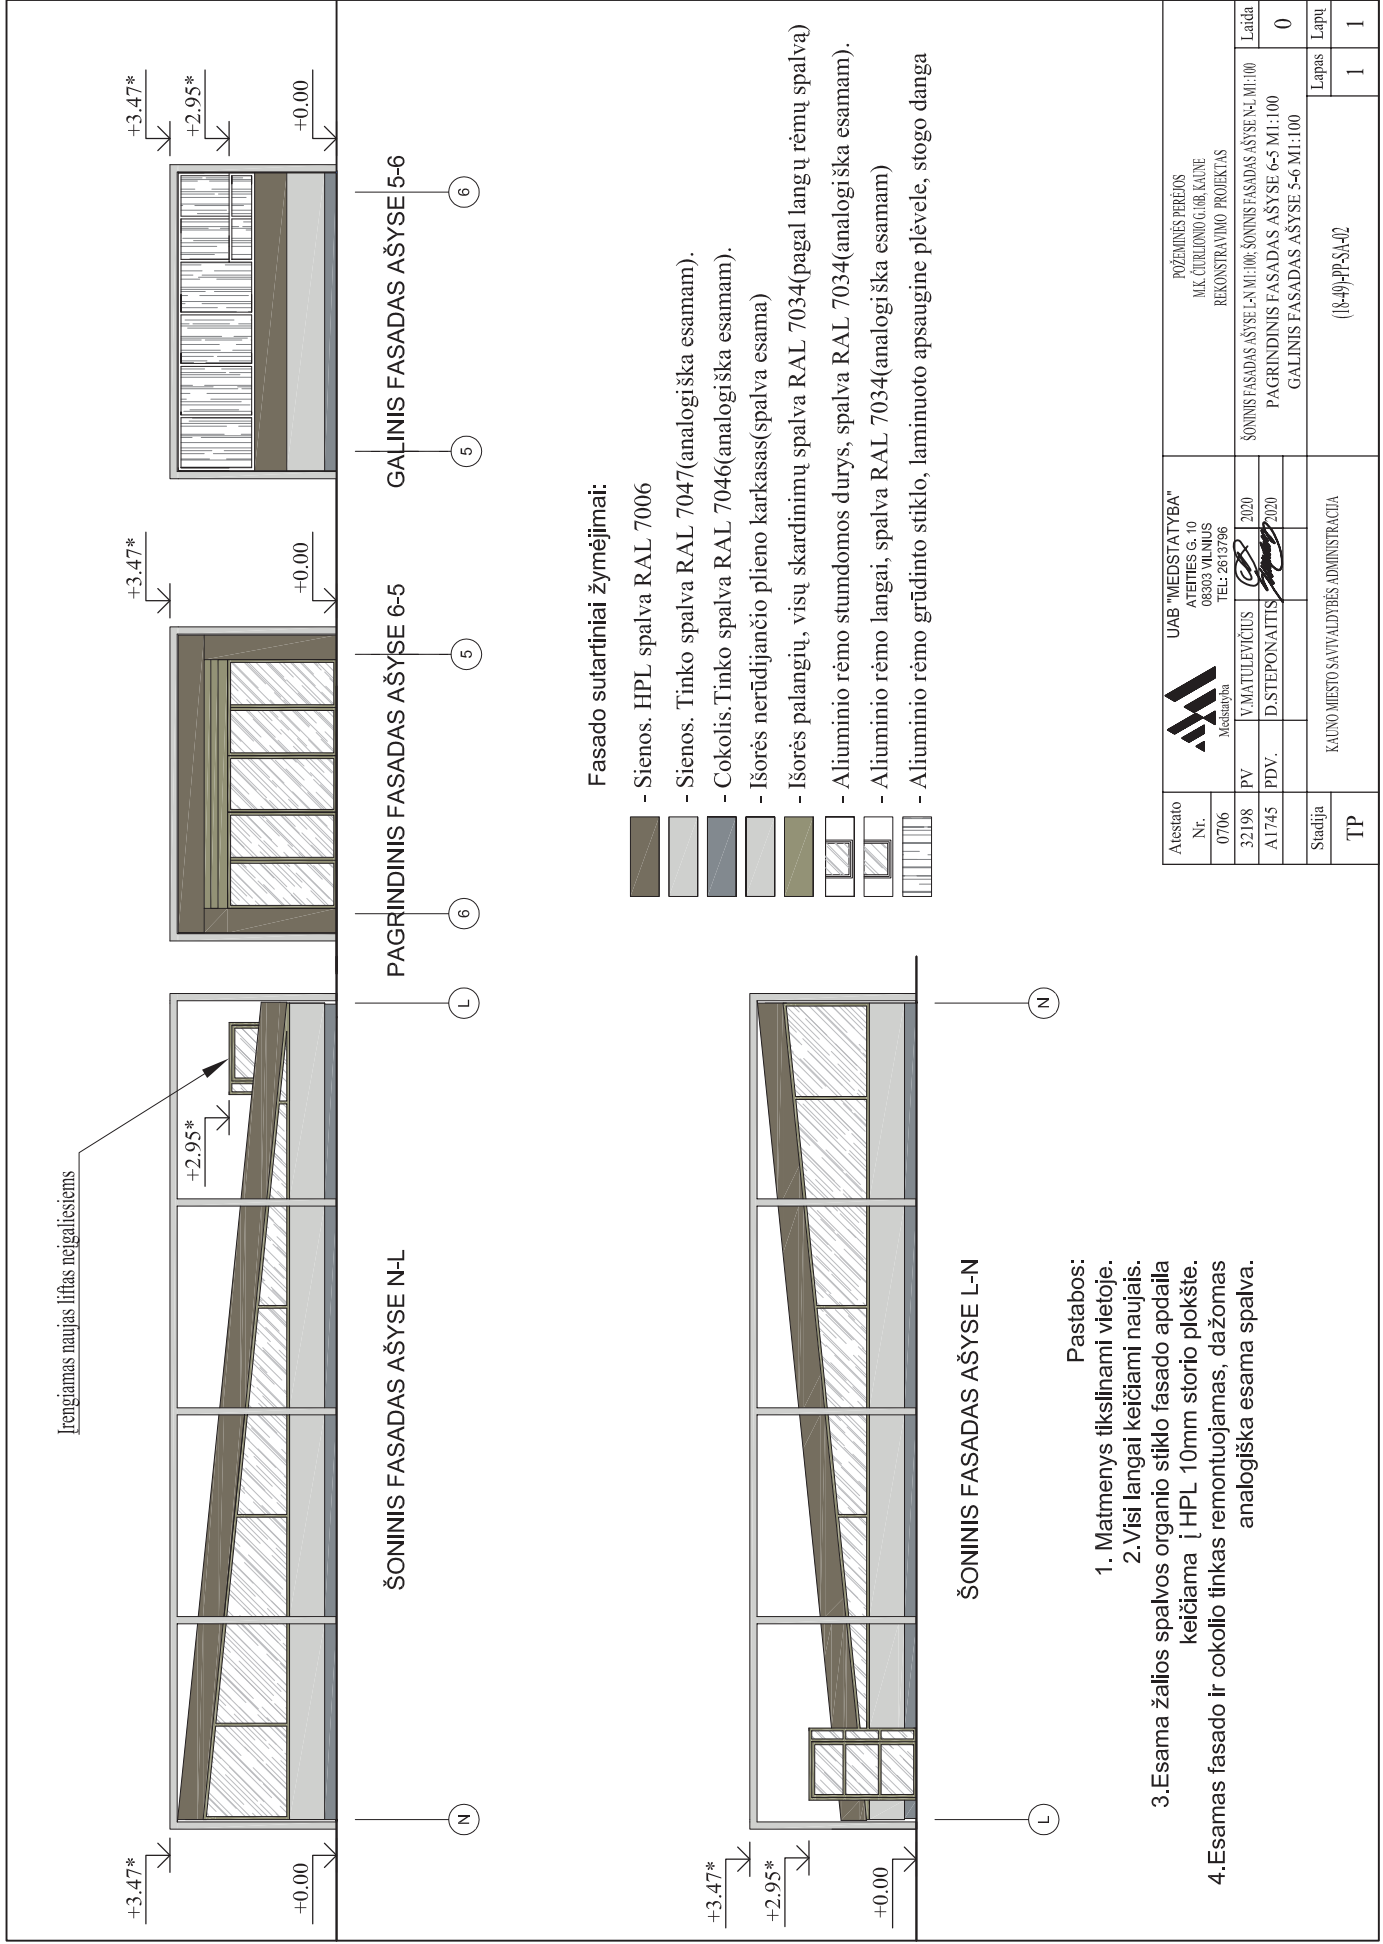 Įrengiamas naujas liftas neįgaliesiems
+3.47*
+0.00
+2.95*
N
L
ŠONINIS FASADAS AŠYSE N-L
+3.47*
+0.00
6
5
PAGRINDINIS FASADAS AŠYSE 6-5
+3.47*
+2.95*
+0.00
5
6
GALINIS FASADAS AŠYSE 5-6
+3.47*
+2.95*
+0.00
L
N
ŠONINIS FASADAS AŠYSE L-N
Fasado sutartiniai žymėjimai:
- Sienos. HPL spalva RAL 7006
- Sienos. Tinko spalva RAL 7047(analogiška esamam).
- Cokolis.Tinko spalva RAL 7046(analogiška esamam).
- Išorės nerūdijančio plieno karkasas(spalva esama)
- Išorės palangių, visų skardinimų spalva RAL 7034(pagal langų rėmų spalvą)
- Aliuminio rėmo stumdomos durys, spalva RAL 7034(analogiška esamam).
- Aliuminio rėmo langai, spalva RAL 7034(analogiška esamam)
- Aliuminio rėmo grūdinto stiklo, laminuoto apsaugine plėvele, stogo danga
Pastabos:
1. Matmenys tikslinami vietoje.
2.Visi langai keičiami naujais.
3.Esama žalios spalvos organio stiklo fasado apdaila
keičiama į HPL 10mm storio plokšte.
4.Esamas fasado ir cokolio tinkas remontuojamas, dažomas
analogiška esama spalva.
Atestato
Nr.
0706
Medstatyba
UAB "MEDSTATYBA"
ATEITIES G. 10
08303 VILNIUS
TEL: 2613796
POŽEMINĖS PERĖJOS
M.K. ČIURLIONIO G.16B, KAUNE
REKONSTRAVIMO PROJEKTAS
32198 PV V.MATULEVIČIUS 2020
A1745 PDV. D.STEPONAITIS 2020
ŠONINIS FASADAS AŠYSE L-N M1:100; ŠONINIS FASADAS AŠYSE N-L M1:100
PAGRINDINIS FASADAS AŠYSE 6-5 M1:100
GALINIS FASADAS AŠYSE 5-6 M1:100
Laida
0
Stadija
TP
KAUNO MIESTO SAVIVALDYBĖS ADMINISTRACIJA
(18-49)-PP-SA-02
Lapas Lapų
1 1